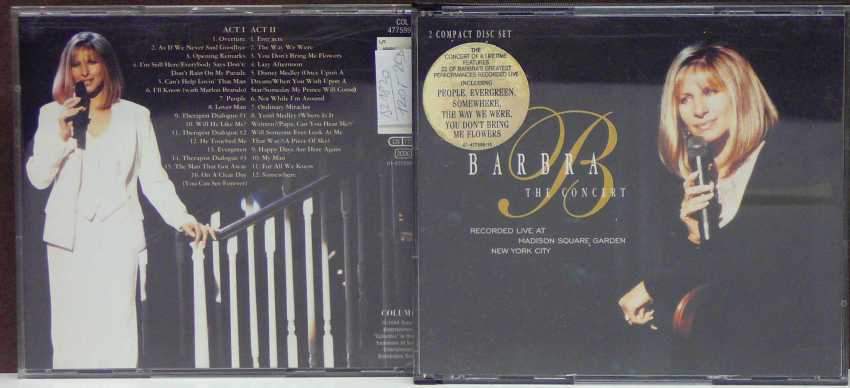 COL
477599
ACT I ACT II
1. Overture 1. Entr'acte
2. As If We Never Said Goodbye 2. The Way We Were
3. Opening Remarks 3. You Don't Bring Me Flowers
4. I'm Still Here/Everybody Says Don't/ 4. Lazy Afternoon
Don't Rain On My Parade 5. Disney Medley (Once Upon A
5. Can't Help Lovin' That Man Dream/When You Wish Upon A
6. I'll Know (with Marlon Brando) Star/Someday My Prince Will Come)
7. People 6. Not While I'm Around
8. Lover Man 7. Ordinary Miracles
9. Therapist Dialogue #1 8. Yentl Medley (Where Is It
10. Will He Like Me? Written?/Papa, Can You Hear Me?/
11. Therapist Dialogue #2 Will Someone Ever Look At Me
12. He Touched Me That Way?/A Piece Of Sky)
13. Evergreen 9. Happy Days Are Here Again
14. Therapist Dialogue #3 10. My Man
15. The Man That Got Away 11. For All We Know
16. On A Clear Day 12. Somewhere
(You Can See Forever)
COLUM
2 COMPACT DISC SET
THE
CONCERT OF A LIFETIME
FEATURES
22 OF BARBRA'S GREATEST
PERFORMANCES RECORDED LIVE
INCLUDING
PEOPLE, EVERGREEN,
SOMEWHERE,
THE WAY WE WERE,
YOU DON'T BRING
ME FLOWERS
B
BARBRA
THE CONCERT
RECORDED LIVE AT
MADISON SQUARE GARDEN
NEW YORK CITY